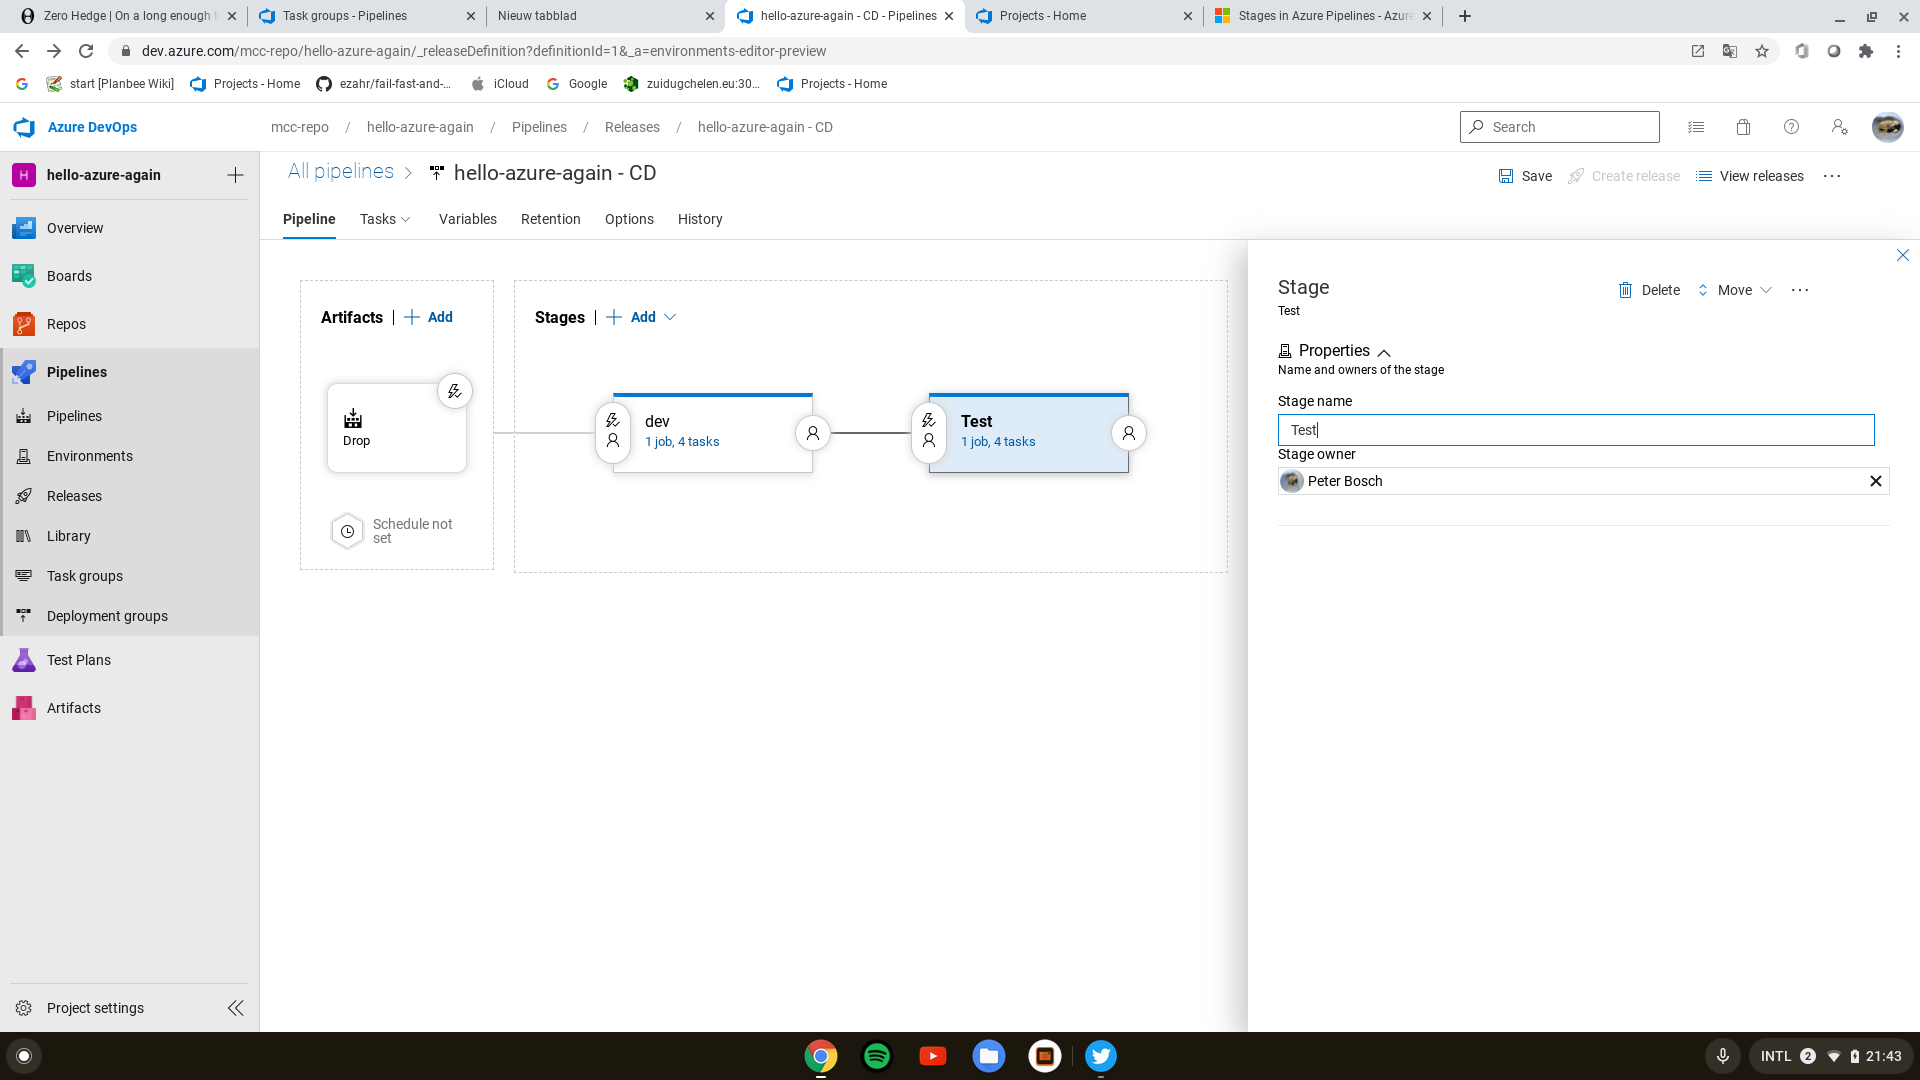 Zero Hedge | On a long enough t
Task groups - Pipelines
Nieuw tabblad
hello-azure-again - CD - Pipelines
Projects - Home
Stages in Azure Pipelines - Azure
dev.azure.com/mcc-repo/hello-azure-again/_releaseDefinition?definitionId=1&_a=environments-editor-preview
start [Planbee Wiki]
Projects - Home
ezahr/fail-fast-and-...
iCloud
Google
zuidugchelen.eu:30...
Projects - Home
Azure DevOps
mcc-repo / hello-azure-again / Pipelines / Releases / hello-azure-again - CD
Search
H
hello-azure-again
Overview
Boards
Repos
Pipelines
Pipelines
Environments
Releases
Library
Task groups
Deployment groups
Test Plans
Artifacts
Project settings
All pipelines
hello-azure-again - CD
Save
Create release
View releases
Pipeline
Tasks
Variables
Retention
Options
History
Artifacts | Add
Drop
Schedule not
set
Stages | Add
dev
1 job, 4 tasks
Test
1 job, 4 tasks
Stage
Test
Delete
Move
Properties
Name and owners of the stage
Stage name
Test
Stage owner
Peter Bosch
INTL
2
21:43